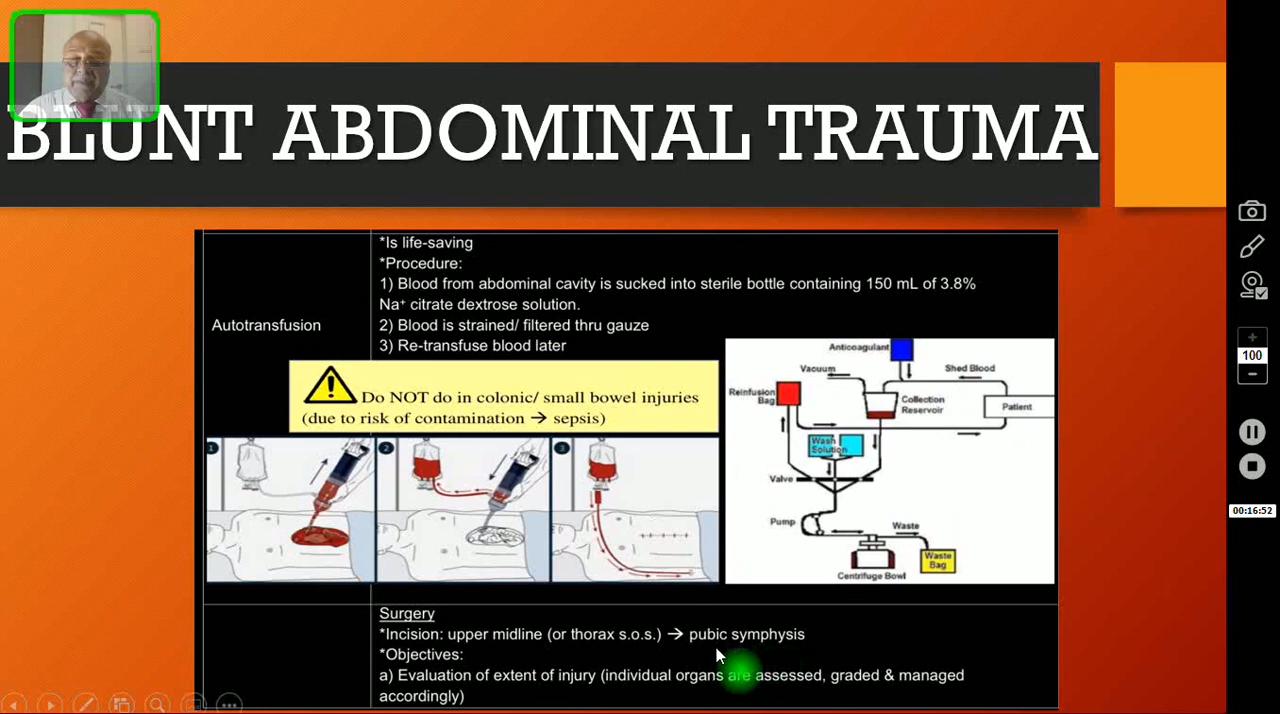 BLUNT ABDOMINAL TRAUMA
*Is life-saving
*Procedure:
1) Blood from abdominal cavity is sucked into sterile bottle containing 150 mL of 3.8%
Na⁺ citrate dextrose solution.
Autotransfusion
2) Blood is strained/ filtered thru gauze
3) Re-transfuse blood later
Do NOT do in colonic/ small bowel injuries
(due to risk of contamination → sepsis)
1
2
3
Anticoagulant
Vacuum
Shed Blood
Reinfusion
Bag
Collection
Reservoir
Patient
Wash
Solution
Valve
Pump
Waste
Waste
Bag
Centrifuge Bowl
Surgery
*Incision: upper midline (or thorax s.o.s.) → pubic symphysis
*Objectives:
a) Evaluation of extent of injury (individual organs are assessed, graded & managed
accordingly)
100
00:16:52